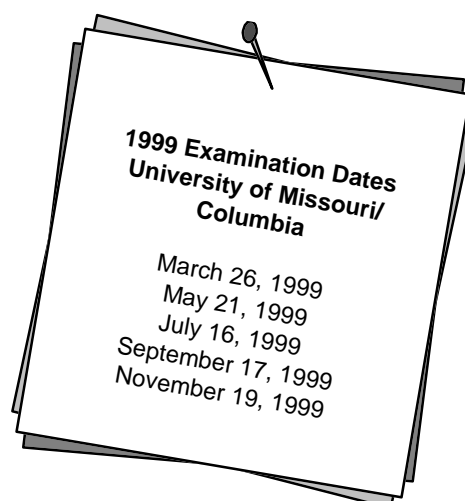 1999 Examination Dates
University of Missouri/
Columbia
March 26, 1999
May 21, 1999
July 16, 1999
September 17, 1999
November 19, 1999